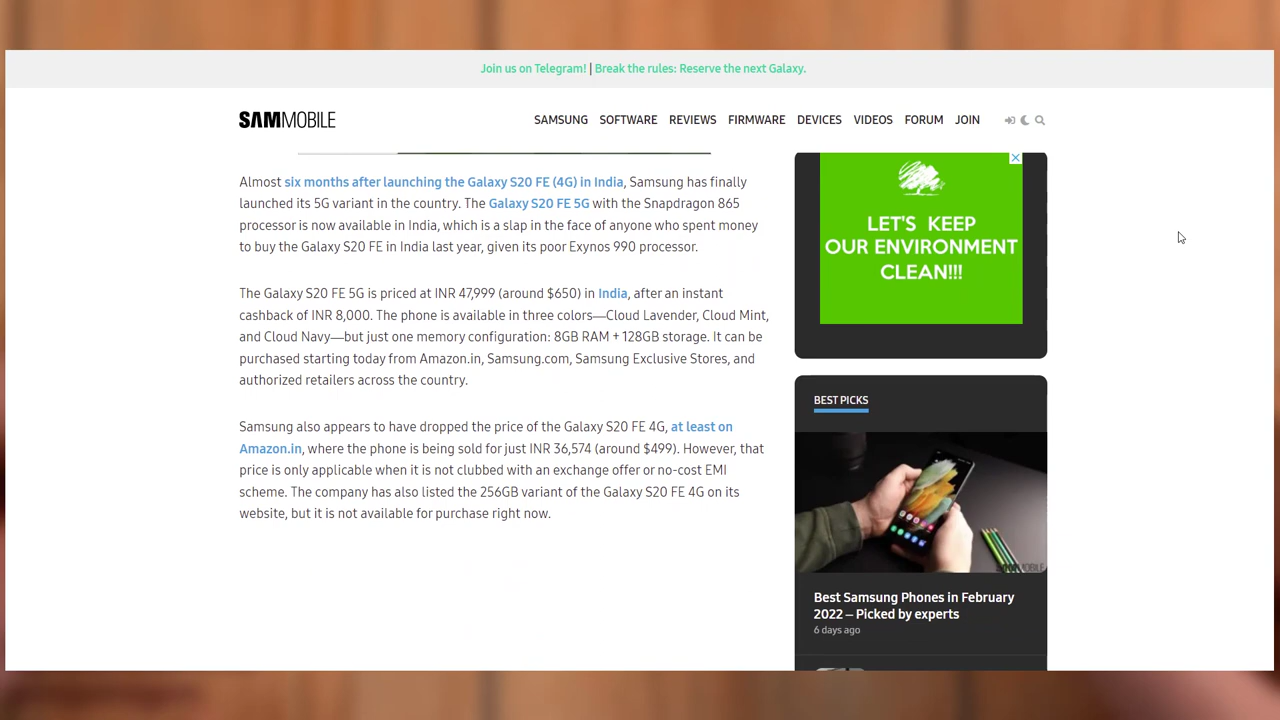 Join us on Telegram! | Break the rules: Reserve the next Galaxy.
SAMMOBILE
SAMSUNG SOFTWARE REVIEWS FIRMWARE DEVICES VIDEOS FORUM JOIN
Almost six months after launching the Galaxy S20 FE (4G) in India, Samsung has finally
launched its 5G variant in the country. The Galaxy S20 FE 5G with the Snapdragon 865
processor is now available in India, which is a slap in the face of anyone who spent money
to buy the Galaxy S20 FE in India last year, given its poor Exynos 990 processor.
The Galaxy S20 FE 5G is priced at INR 47,999 (around $650) in India, after an instant
cashback of INR 8,000. The phone is available in three colors—Cloud Lavender, Cloud Mint,
and Cloud Navy—but just one memory configuration: 8GB RAM + 128GB storage. It can be
purchased starting today from Amazon.in, Samsung.com, Samsung Exclusive Stores, and
authorized retailers across the country.
Samsung also appears to have dropped the price of the Galaxy S20 FE 4G, at least on
Amazon.in, where the phone is being sold for just INR 36,574 (around $499). However, that
price is only applicable when it is not clubbed with an exchange offer or no-cost EMI
scheme. The company has also listed the 256GB variant of the Galaxy S20 FE 4G on its
website, but it is not available for purchase right now.
LET'S KEEP
OUR ENVIRONMENT
CLEAN!!!
BEST PICKS
SAMMOBILE
Best Samsung Phones in February
2022 – Picked by experts
6 days ago